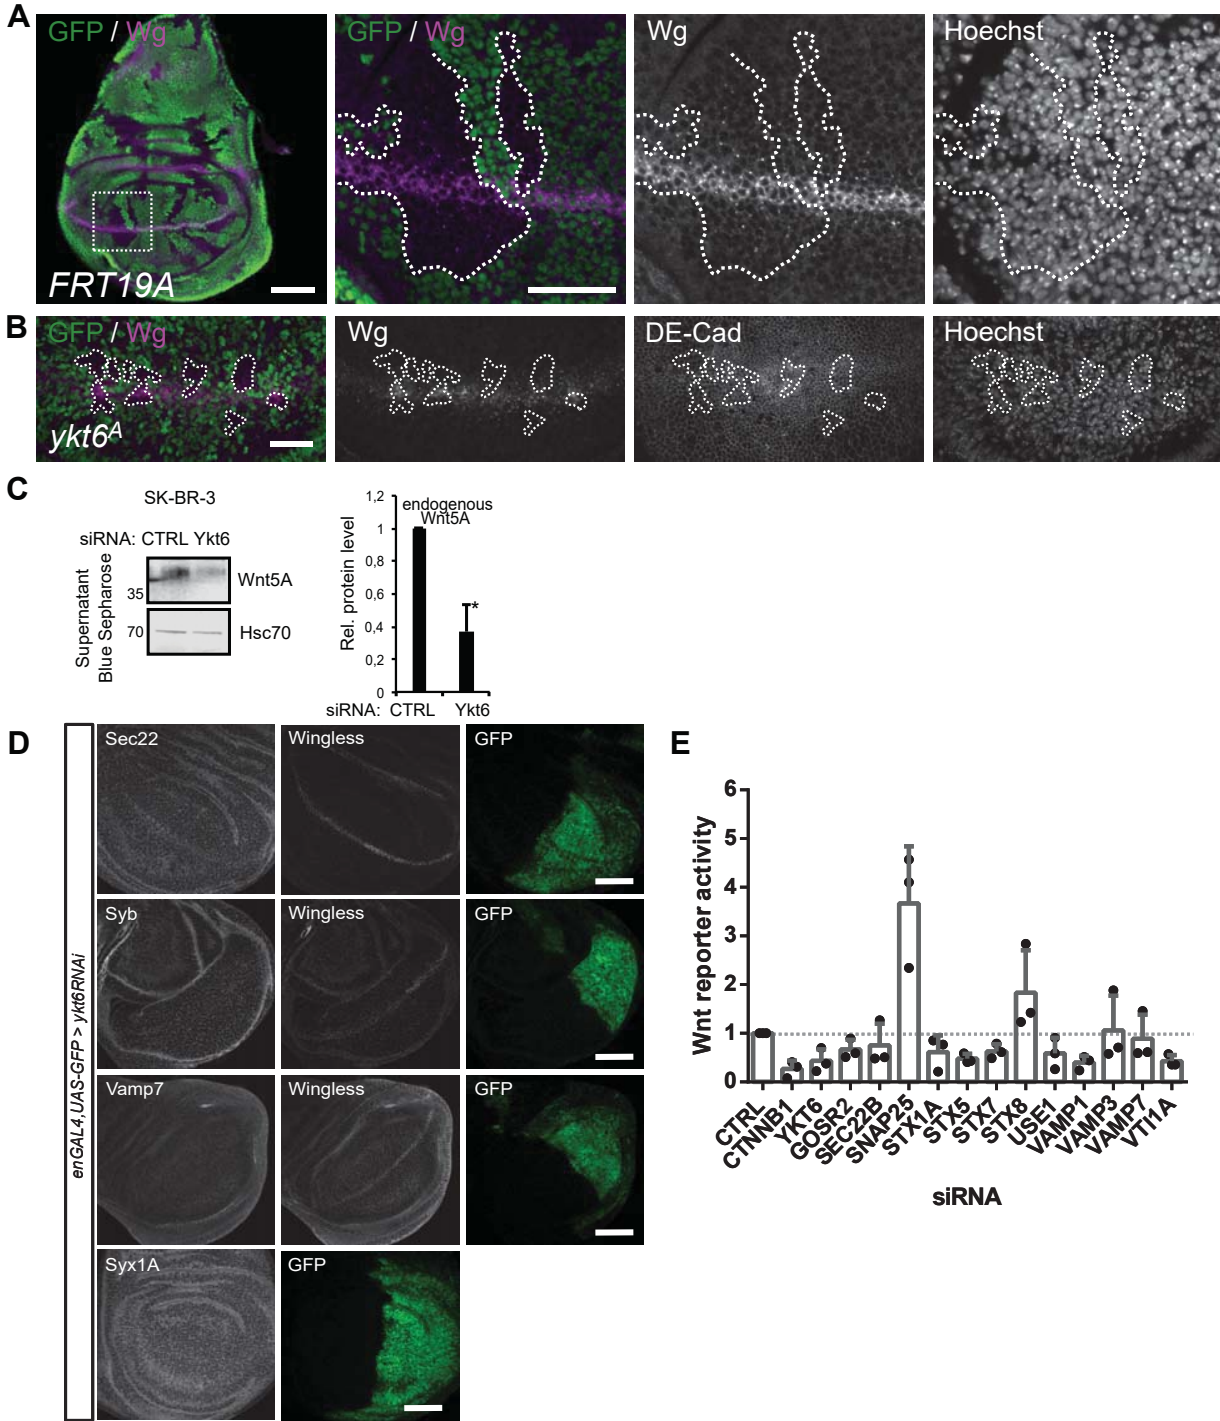 A
GFP / Wg
GFP / Wg
Wg
Hoechst
FRT19A
B
GFP / Wg
Wg
DE-Cad
Hoechst
ykt6A
C
SK-BR-3
siRNA: CTRL Ykt6
Supernatant
Blue Sepharose
35
Wnt5A
70
Hsc70
Rel. protein level
1,2
1
0,8
0,6
0,4
0,2
0
endogenous
Wnt5A
*
siRNA: CTRL Ykt6
D
enGAL4,UAS-GFP > ykt6RNAi
Sec22
Wingless
GFP
Syb
Wingless
GFP
Vamp7
Wingless
GFP
Syx1A
GFP
E
Wnt reporter activity
6
5
4
3
2
1
0
CTRL
CTNNB1
YKT6
GOSR2
SEC22B
SNAP25
STX1A
STX5
STX7
STX8
USE1
VAMP1
VAMP3
VAMP7
VTI1A
siRNA